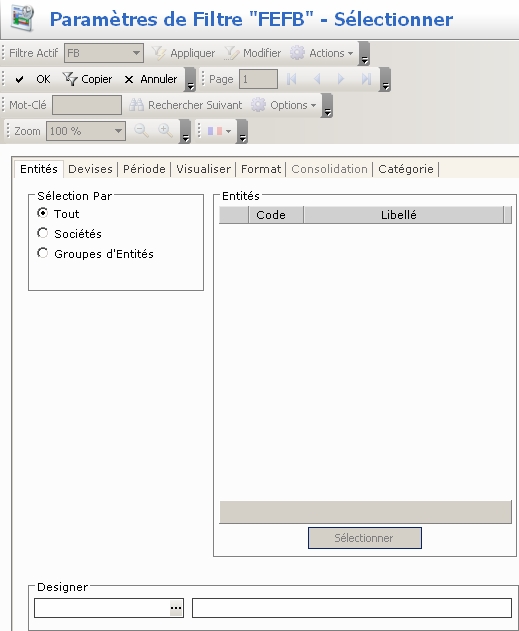 Paramètres de Filtre "FEFB" - Sélectionner
Filtre Actif FB Appliquer Modifier Actions
OK Copier Annuler Page 1
Mot-Clé Rechercher Suivant Options
Zoom 100 %
Entités Devises Période Visualiser Format Consolidation Catégorie
Sélection Par
Tout
Sociétés
Groupes d'Entités
Entités
Code Libellé
Sélectionner
Designer
...